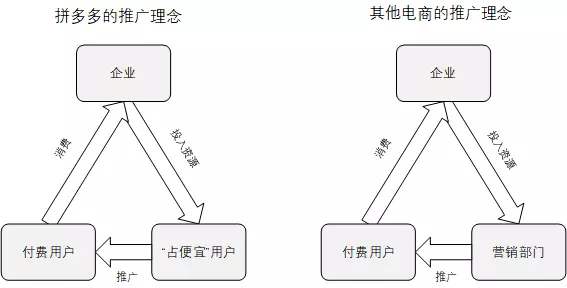 拼多多的推广理念
其他电商的推广理念
企业
企业
消费
投入资源
消费
投入资源
付费用户
“占便宜”用户
付费用户
营销部门
推广
推广